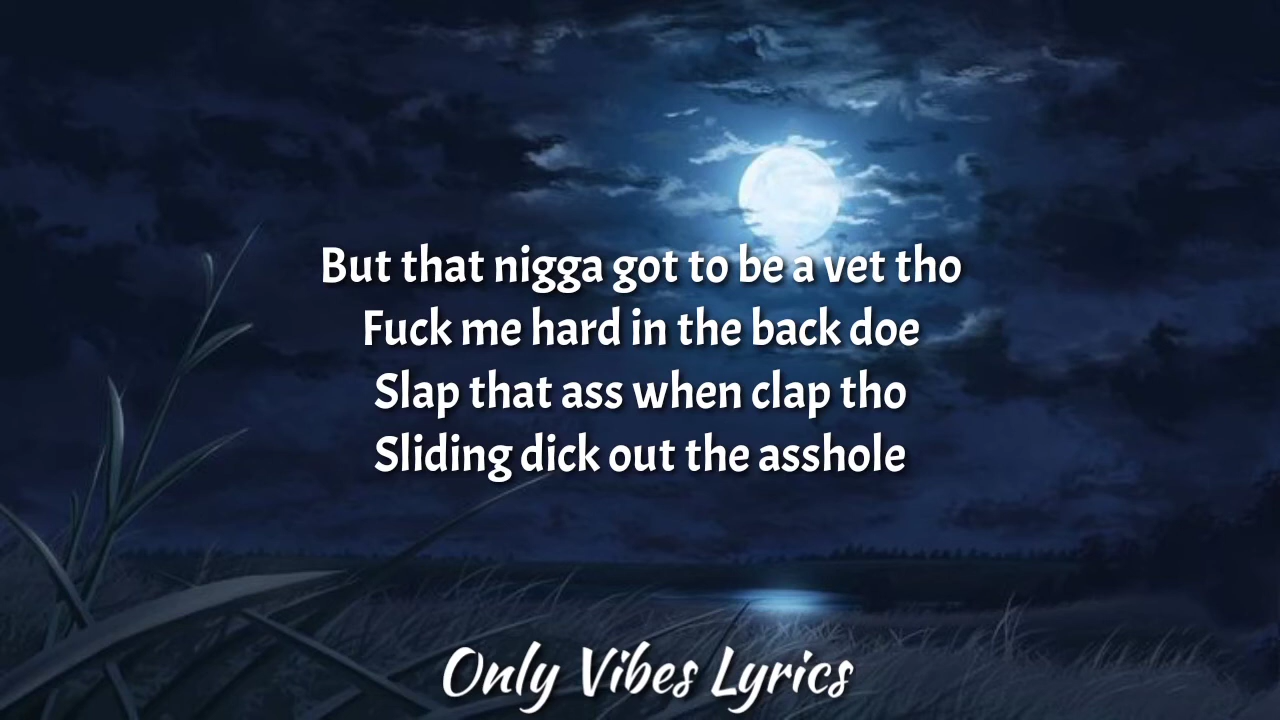 But that nigga got to be a vet tho
Fuck me hard in the back doe
Slap that ass when clap tho
Sliding dick out the asshole
Only Vibes Lyrics